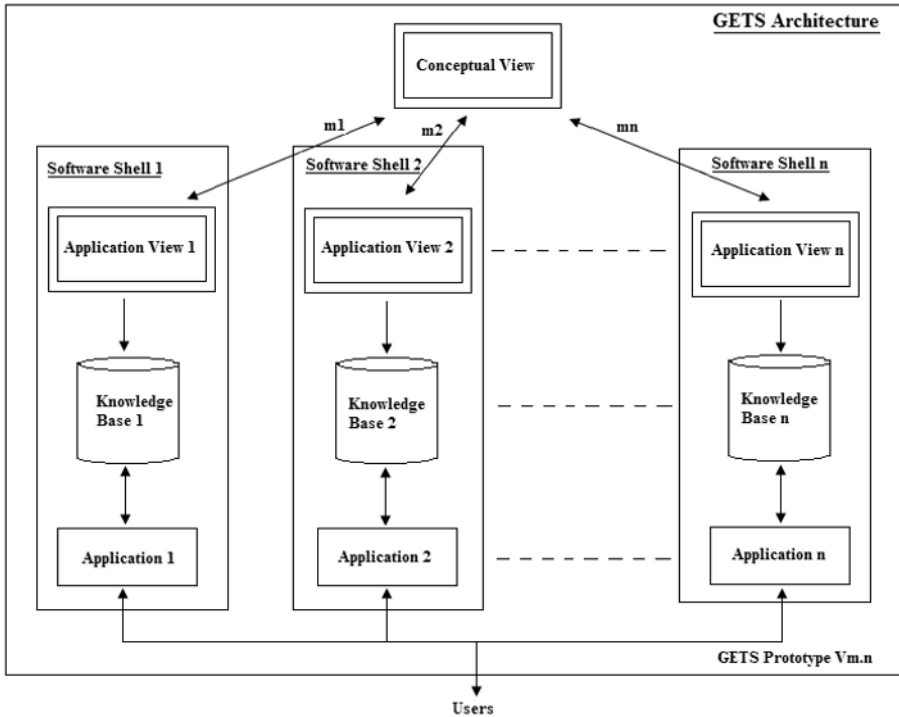 GETS Architecture
Conceptual View
m1
m2
mn
Software Shell 1
Software Shell 2
Software Shell n
Application View 1
Application View 2
Application View n
Knowledge
Base 1
Knowledge
Base 2
Knowledge
Base n
Application 1
Application 2
Application n
GETS Prototype Vm.n
Users